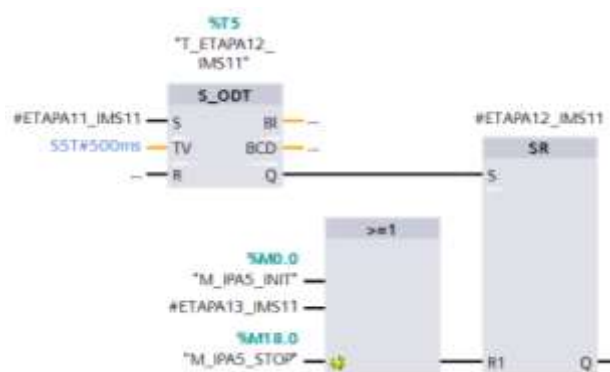 %T5
"T_ETAPA12_
IMS11"
S_ODT
#ETAPA11_IMS11
S
BI
...
S5T#500ms
TV
BCD
...
...
R
Q
#ETAPA12_IMS11
SR
S
>=1
%M0.0
"M_IPA5_INIT"
#ETAPA13_IMS11
%M18.0
"M_IPA5_STOP"
R1
Q